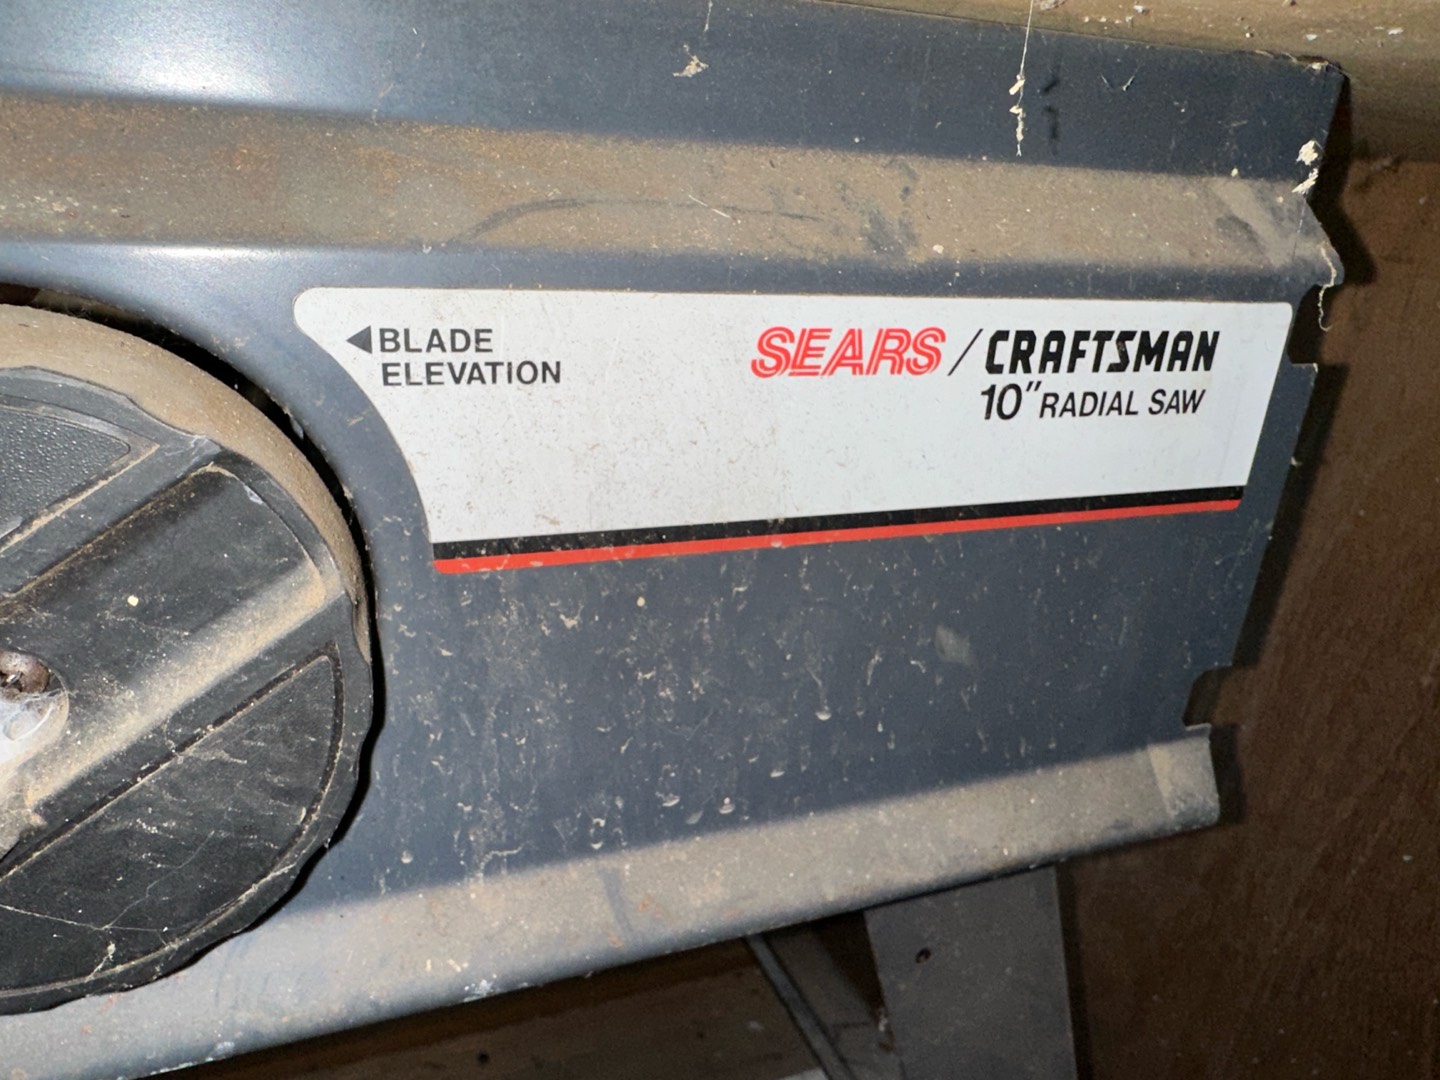 BLADE
ELEVATION
SEARS / CRAFTSMAN
10" RADIAL SAW